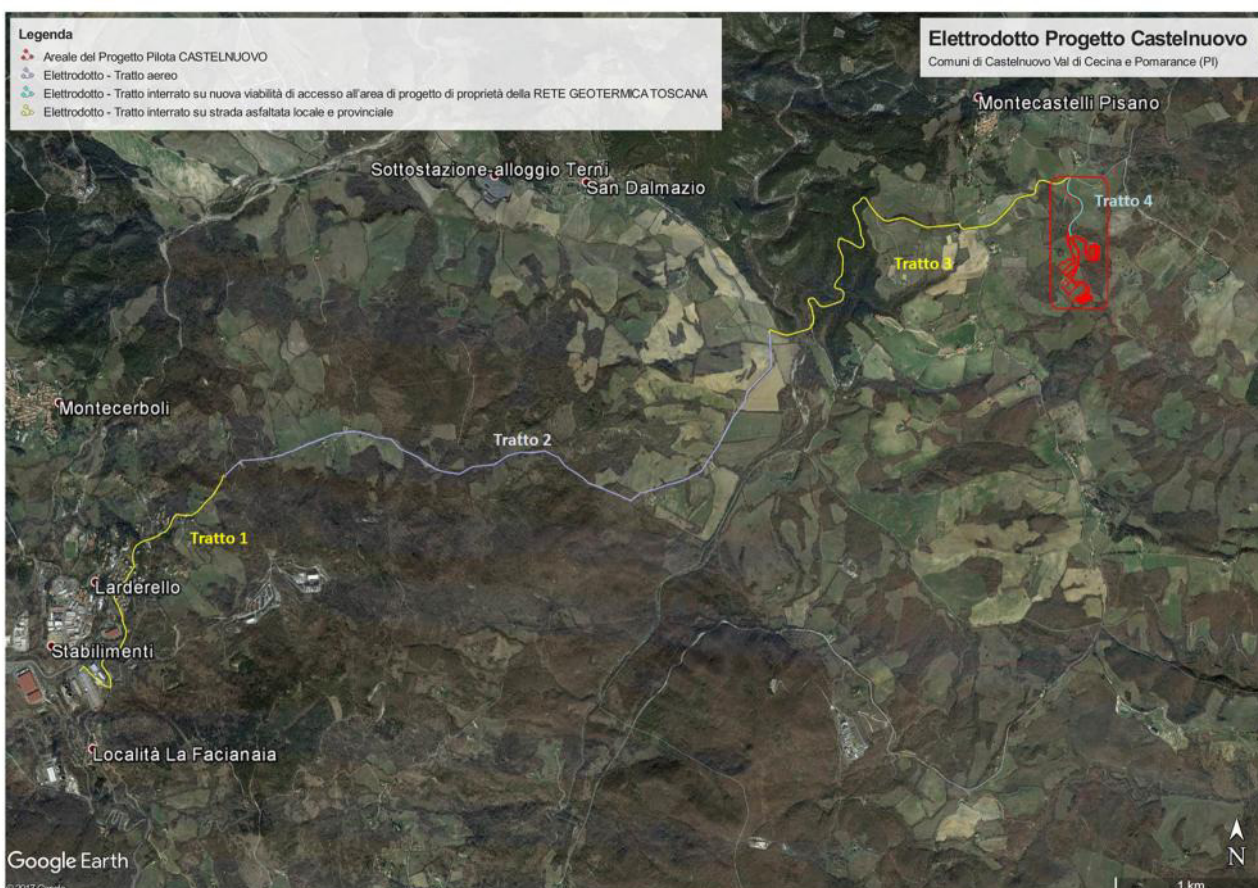 Legenda
Areale del Progetto Pilota CASTELNUOVO
Elettrodotto - Tratto aereo
Elettrodotto - Tratto interrato su nuova viabilità di accesso all'area di progetto di proprietà della RETE GEOTERMICA TOSCANA
Elettrodotto - Tratto interrato su strada asfaltata locale e provinciale
Elettrodotto Progetto Castelnuovo
Comuni di Castelnuovo Val di Cecina e Pomarance (PI)
Montecastelli Pisano
Sottostazione-alloggio Terni
San Dalmazio
Tratto 4
Tratto 3
Montecerboli
Tratto 2
Tratto 1
Larderello
Stabilimenti
Località La Facianaia
Google Earth
N
1 km